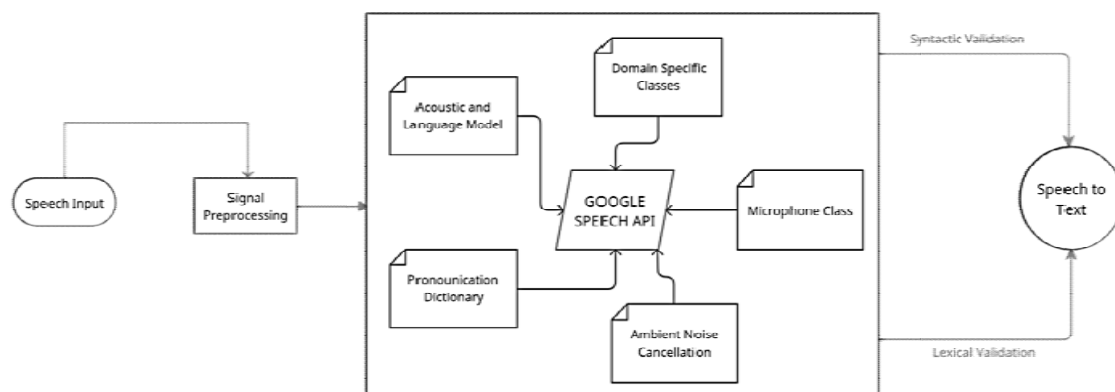 Speech Input
Signal
Preprocessing
Acoustic and
Language Model
Domain Specific
Classes
GOOGLE
SPEECH API
Microphone Class
Pronounication
Dictionary
Ambient Noise
Cancellation
Syntactic Validation
Lexical Validation
Speech to
Text